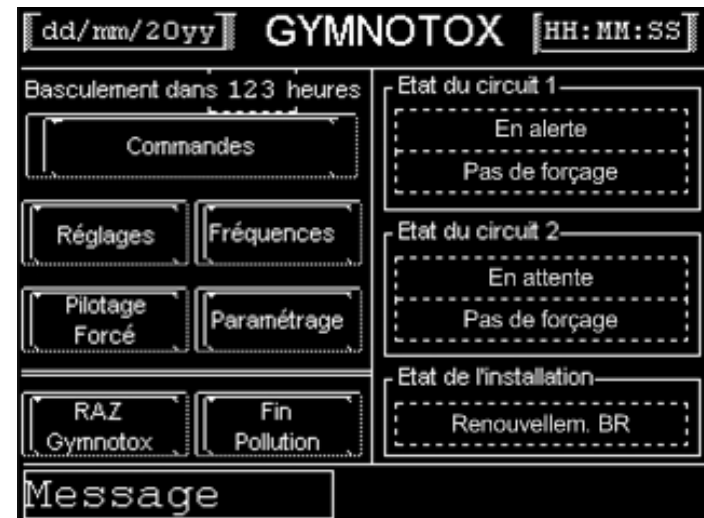 dd/mm/20yy GYMNOTOX HH:MM:SS
Basculement dans 123 heures
Commandes
Réglages
Fréquences
Pilotage
Forcé
Paramétrage
RAZ
Gymnotox
Fin
Pollution
Etat du circuit 1
En alerte
Pas de forçage
Etat du circuit 2
En attente
Pas de forçage
Etat de l'installation
Renouvellem. BR
Message